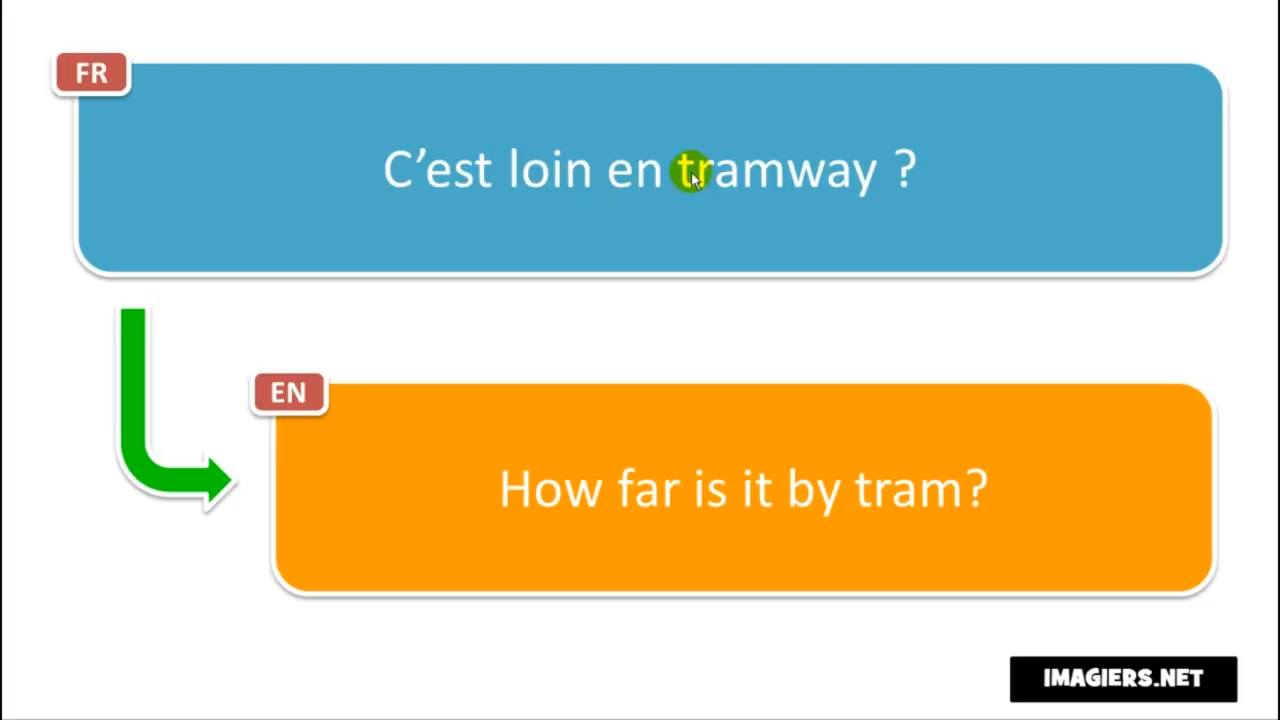 FR
C’est loin en tramway ?
EN
How far is it by tram?
IMAGIERS.NET